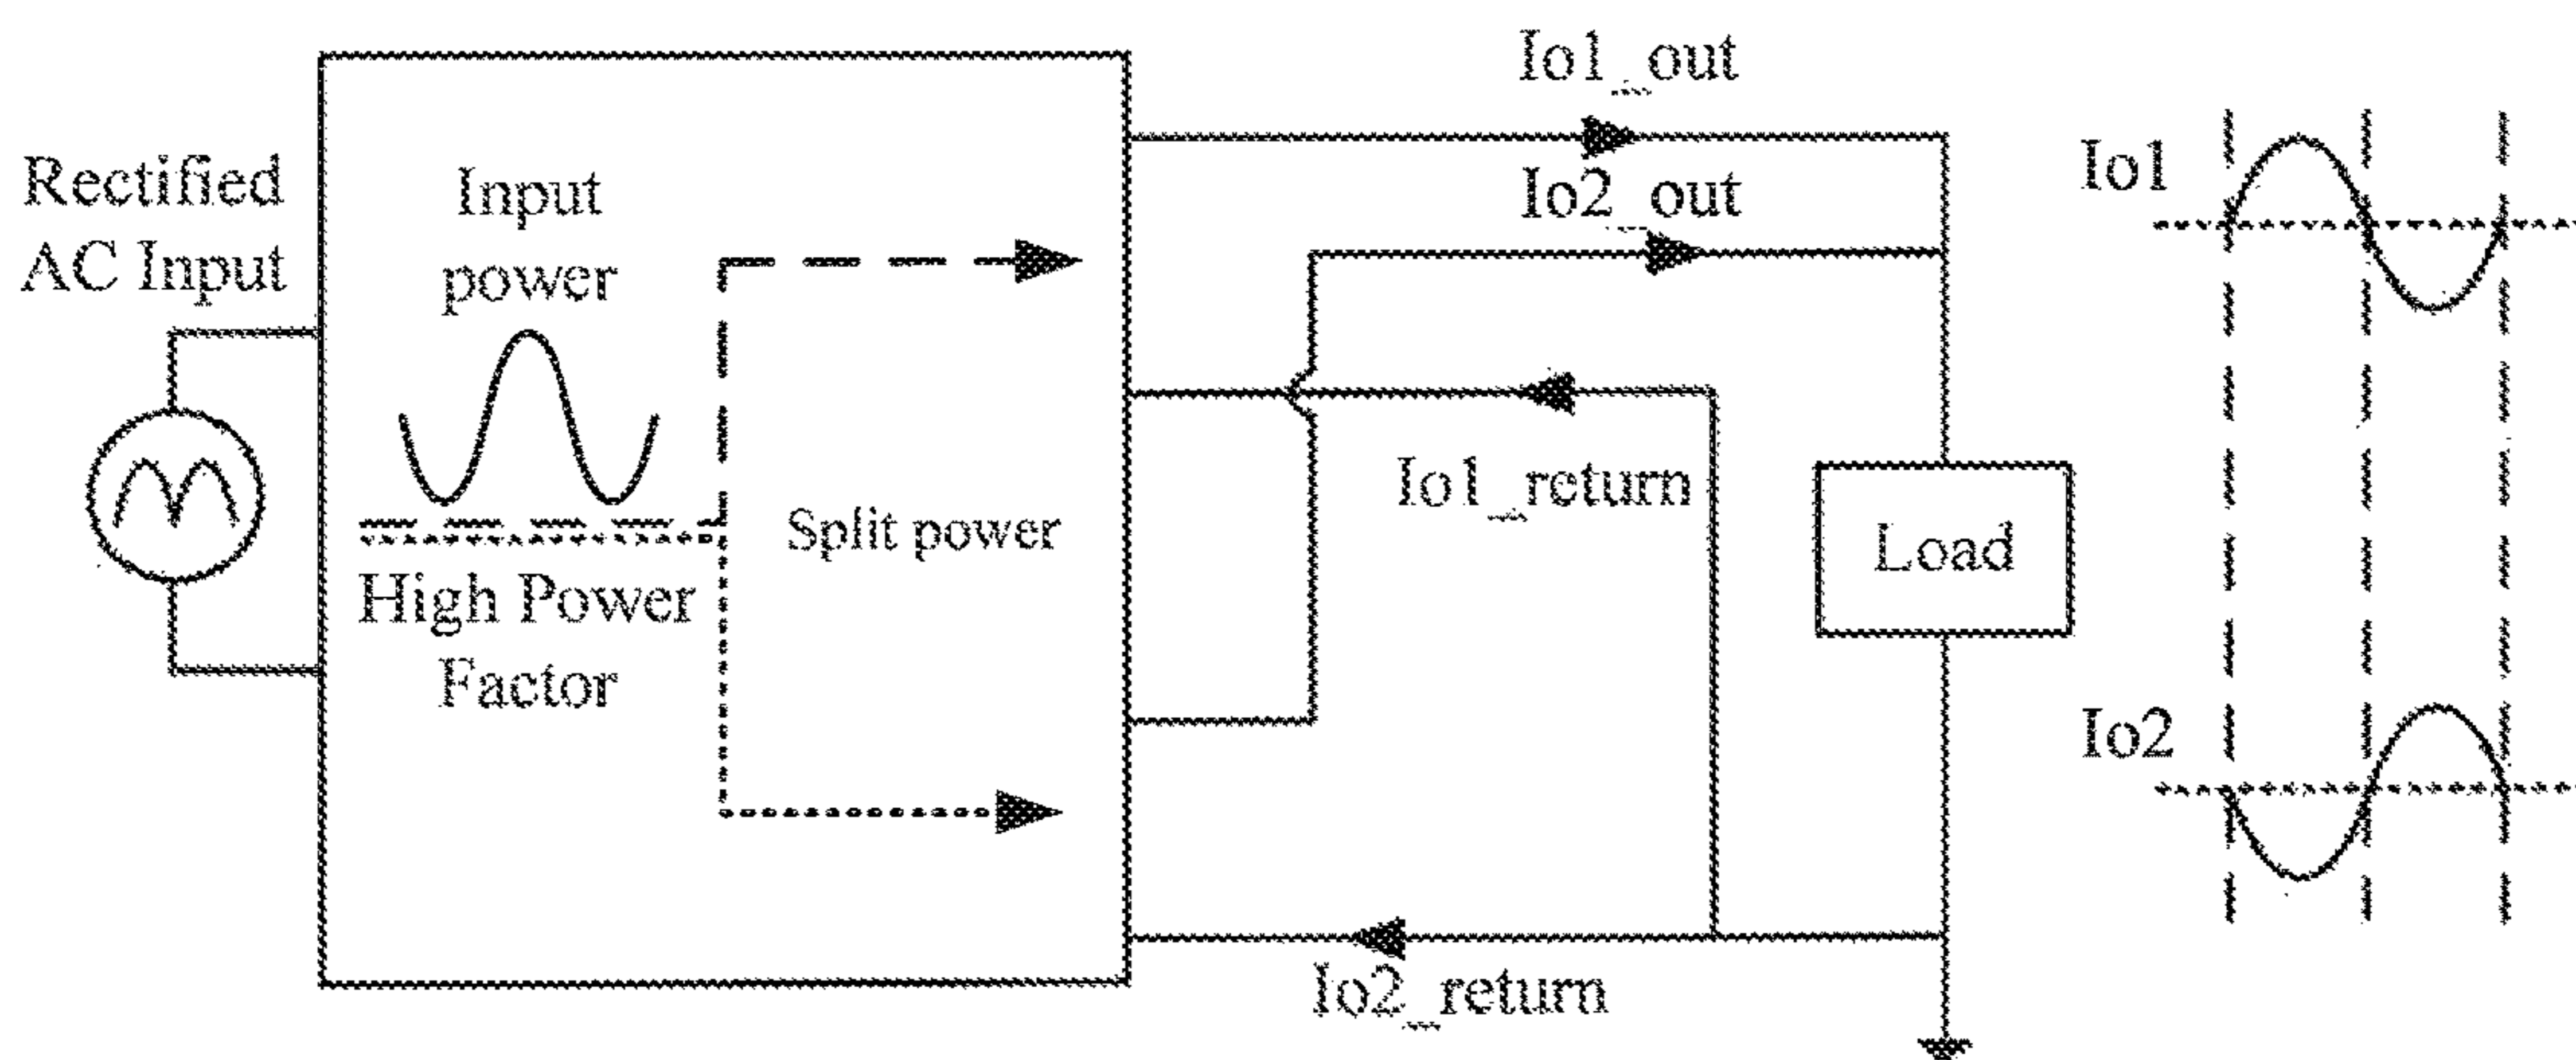 Rectified
AC Input
Input
power
High Power
Factor
Split power
Io1_out
Io2_out
Io1_return
Io2_return
Load
Io1
Io2